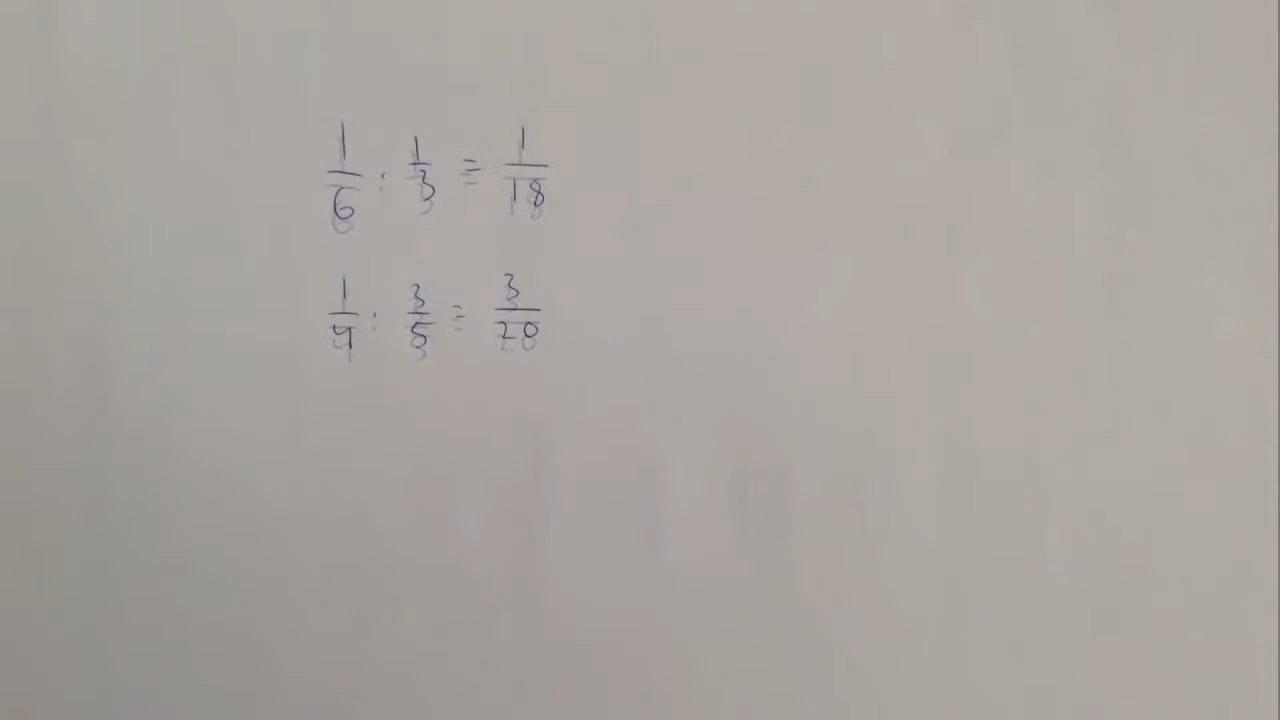 1/6 : 1/3 = 1/18
1/4 : 3/5 = 3/20